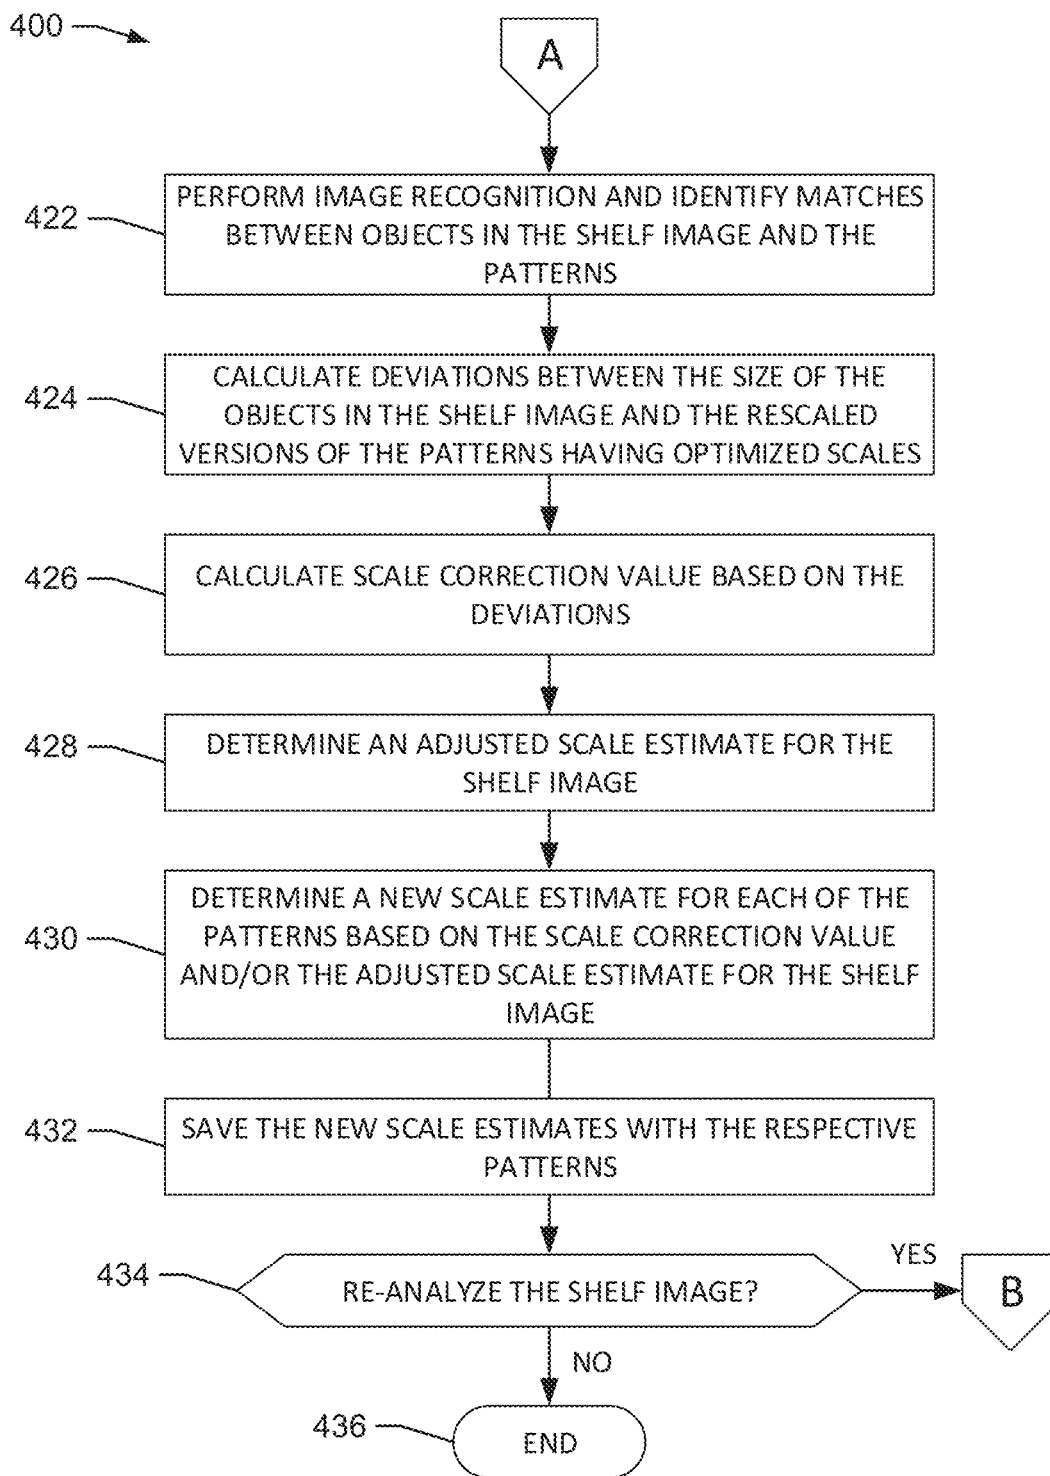 400
A
422
PERFORM IMAGE RECOGNITION AND IDENTIFY MATCHES
BETWEEN OBJECTS IN THE SHELF IMAGE AND THE
PATTERNS
424
CALCULATE DEVIATIONS BETWEEN THE SIZE OF THE
OBJECTS IN THE SHELF IMAGE AND THE RESCALED
VERSIONS OF THE PATTERNS HAVING OPTIMIZED SCALES
426
CALCULATE SCALE CORRECTION VALUE BASED ON THE
DEVIATIONS
428
DETERMINE AN ADJUSTED SCALE ESTIMATE FOR THE
SHELF IMAGE
430
DETERMINE A NEW SCALE ESTIMATE FOR EACH OF THE
PATTERNS BASED ON THE SCALE CORRECTION VALUE
AND/OR THE ADJUSTED SCALE ESTIMATE FOR THE SHELF
IMAGE
432
SAVE THE NEW SCALE ESTIMATES WITH THE RESPECTIVE
PATTERNS
434
RE-ANALYZE THE SHELF IMAGE?
YES
B
NO
436
END